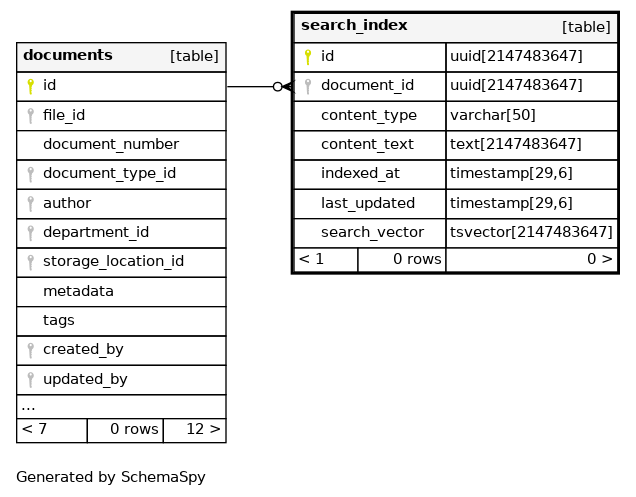 documents [table]
id
file_id
document_number
document_type_id
author
department_id
storage_location_id
metadata
tags
created_by
updated_by
...
< 7 0 rows 12 >
search_index [table]
id uuid[2147483647]
document_id uuid[2147483647]
content_type varchar[50]
content_text text[2147483647]
indexed_at timestamp[29,6]
last_updated timestamp[29,6]
search_vector tsvector[2147483647]
< 1 0 rows 0 >
Generated by SchemaSpy